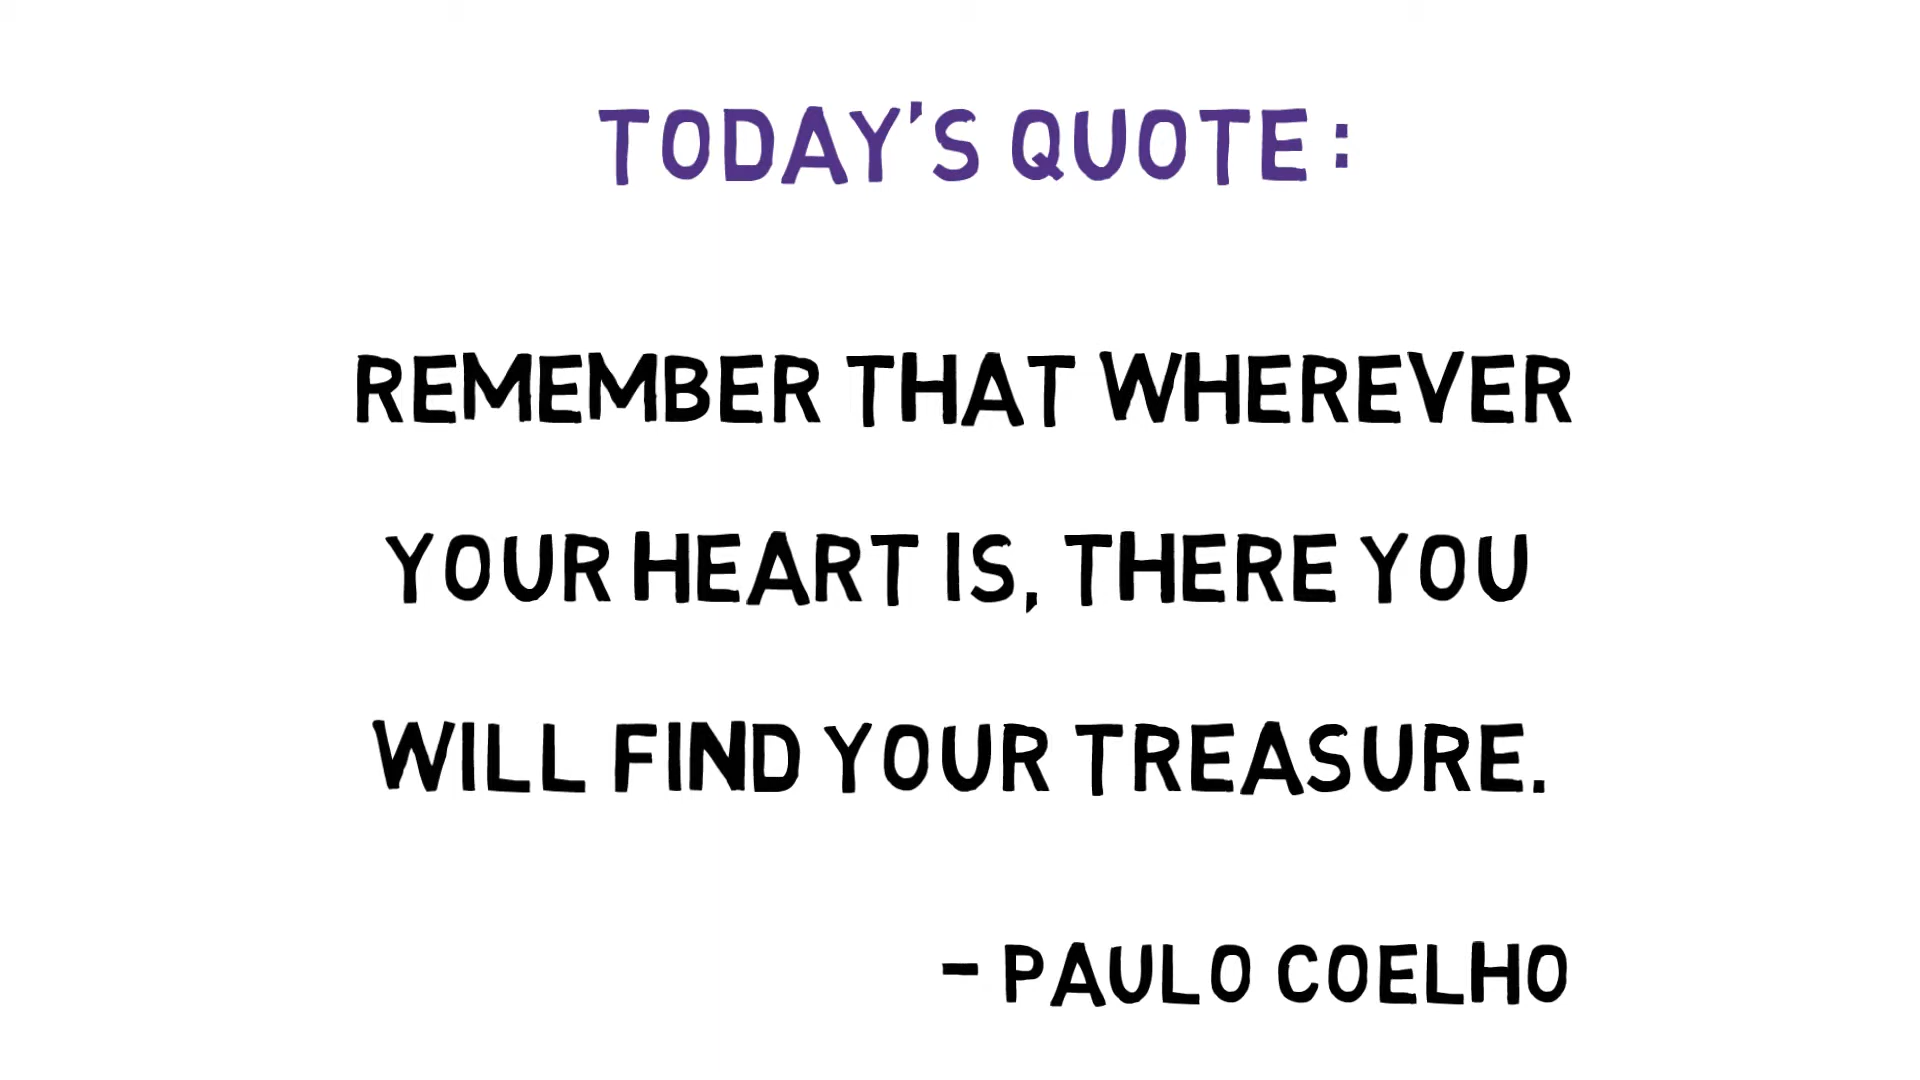 TODAY'S QUOTE:
REMEMBER THAT WHEREVER
YOUR HEART IS, THERE YOU
WILL FIND YOUR TREASURE.
- PAULO COELHO